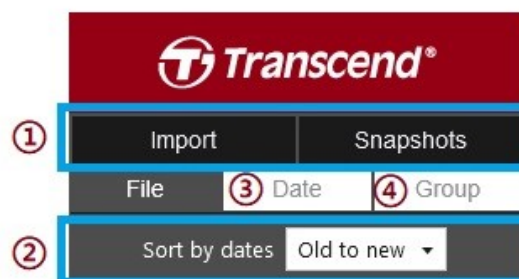 Transcend®
① Import Snapshots
File ③ Date ④ Group
② Sort by dates Old to new